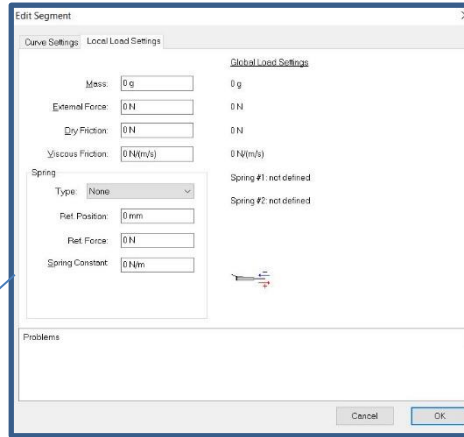 Edit Segment
Curve Settings Local Load Settings
Global Load Settings
Mass: 0 g 0 g
External Force: 0 N 0 N
Dry Friction: 0 N 0 N
Viscous Friction: 0 N/(m/s) 0 N/(m/s)
Spring
Spring #1: not defined
Type: None
Spring #2: not defined
Ref. Position: 0 mm
Ref. Force: 0 N
Spring Constant: 0 N/m
- +
Problems
Cancel OK